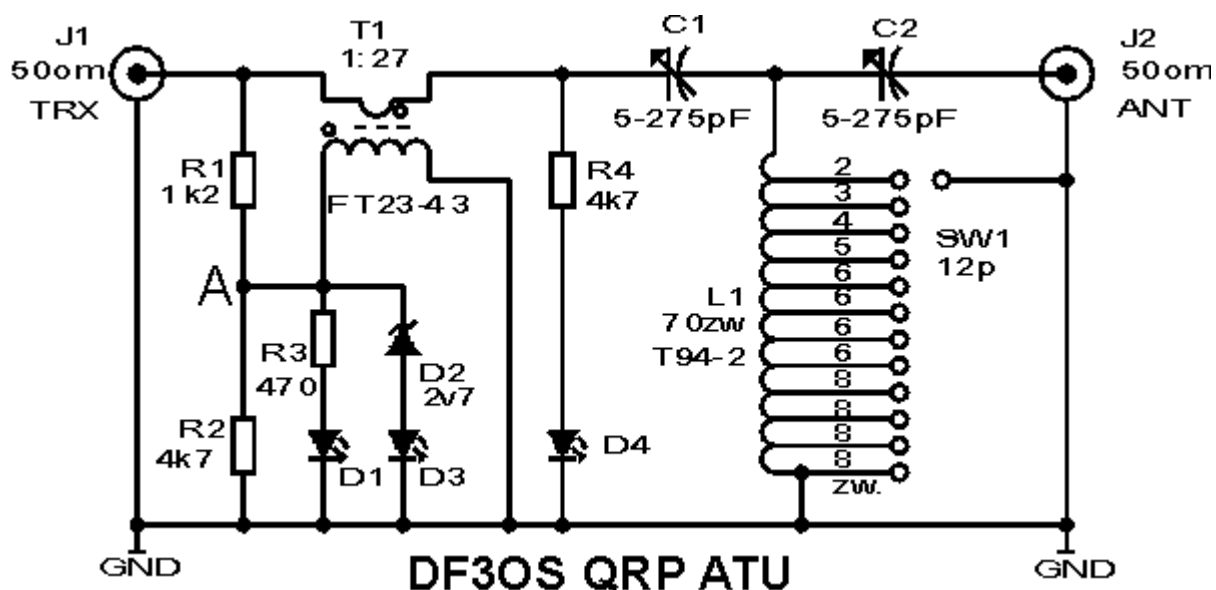 J1
50om
TRX
T1
1:27
C1
5-275pF
C2
5-275pF
J2
50om
ANT
R1
1k2
FT23-43
R4
4k7
2
3
4
5
6
6
6
6
8
8
8
8
zw.
SW1
12p
L1
70zw
T94-2
A
R3
470
D2
2v7
R2
4k7
D1
D3
D4
GND
DF3OS QRP ATU
GND